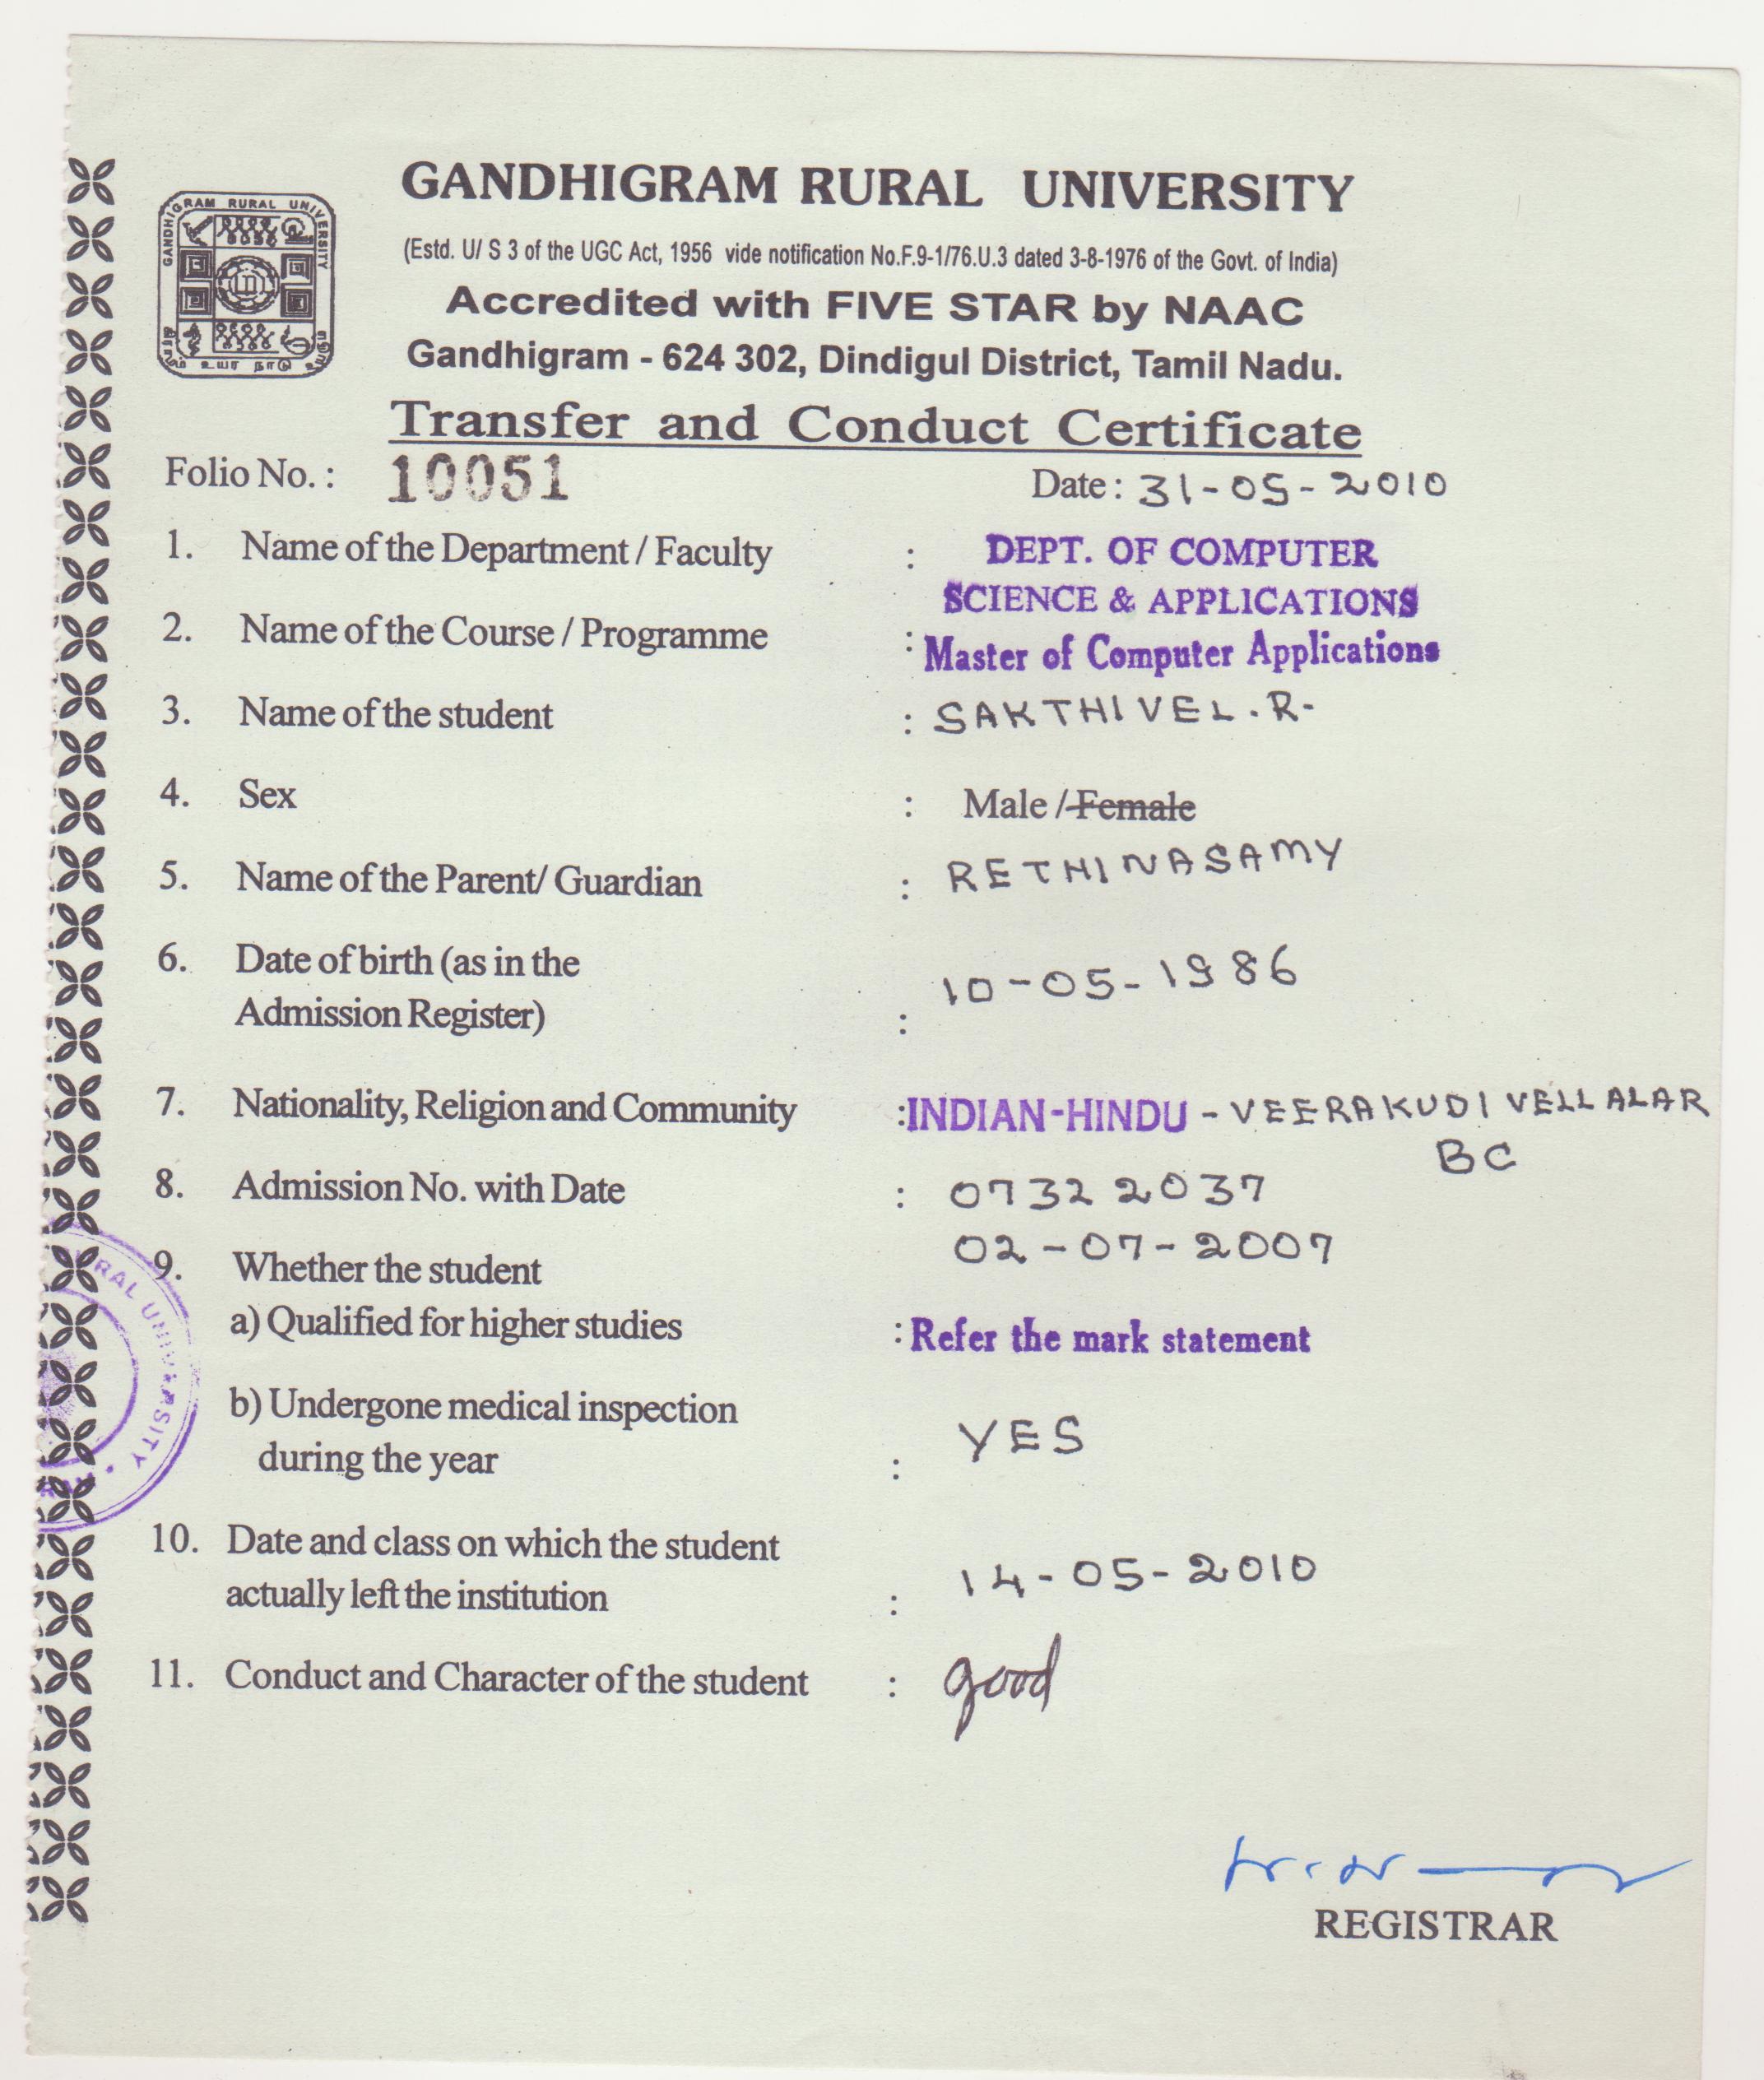 GANDHIGRAM RURAL UNIVERSITY
(Estd. U/ S 3 of the UGC Act, 1956 vide notification No.F.9-1/76.U.3 dated 3-8-1976 of the Govt. of India)
Accredited with FIVE STAR by NAAC
Gandhigram - 624 302, Dindigul District, Tamil Nadu.
GANDHIGRAM RURAL UNIVERSITY
Transfer and Conduct Certificate
Folio No. : 10051 Date : 31-05-2010
1. Name of the Department / Faculty : DEPT. OF COMPUTER
SCIENCE & APPLICATIONS
2. Name of the Course / Programme : Master of Computer Applications
3. Name of the student : SAKTHIVEL.R.
4. Sex : Male / Female
5. Name of the Parent/ Guardian : RETHINASAMY
6. Date of birth (as in the
Admission Register) : 10-05-1986
7. Nationality, Religion and Community : INDIAN-HINDU - VEERAKUDI VELLALAR
BC
8. Admission No. with Date : 07322037
02-07-2007
9. Whether the student
a) Qualified for higher studies : Refer the mark statement
b) Undergone medical inspection
during the year : YES
10. Date and class on which the student
actually left the institution : 14-05-2010
11. Conduct and Character of the student : good
RAL UNIVERSITY
REGISTRAR